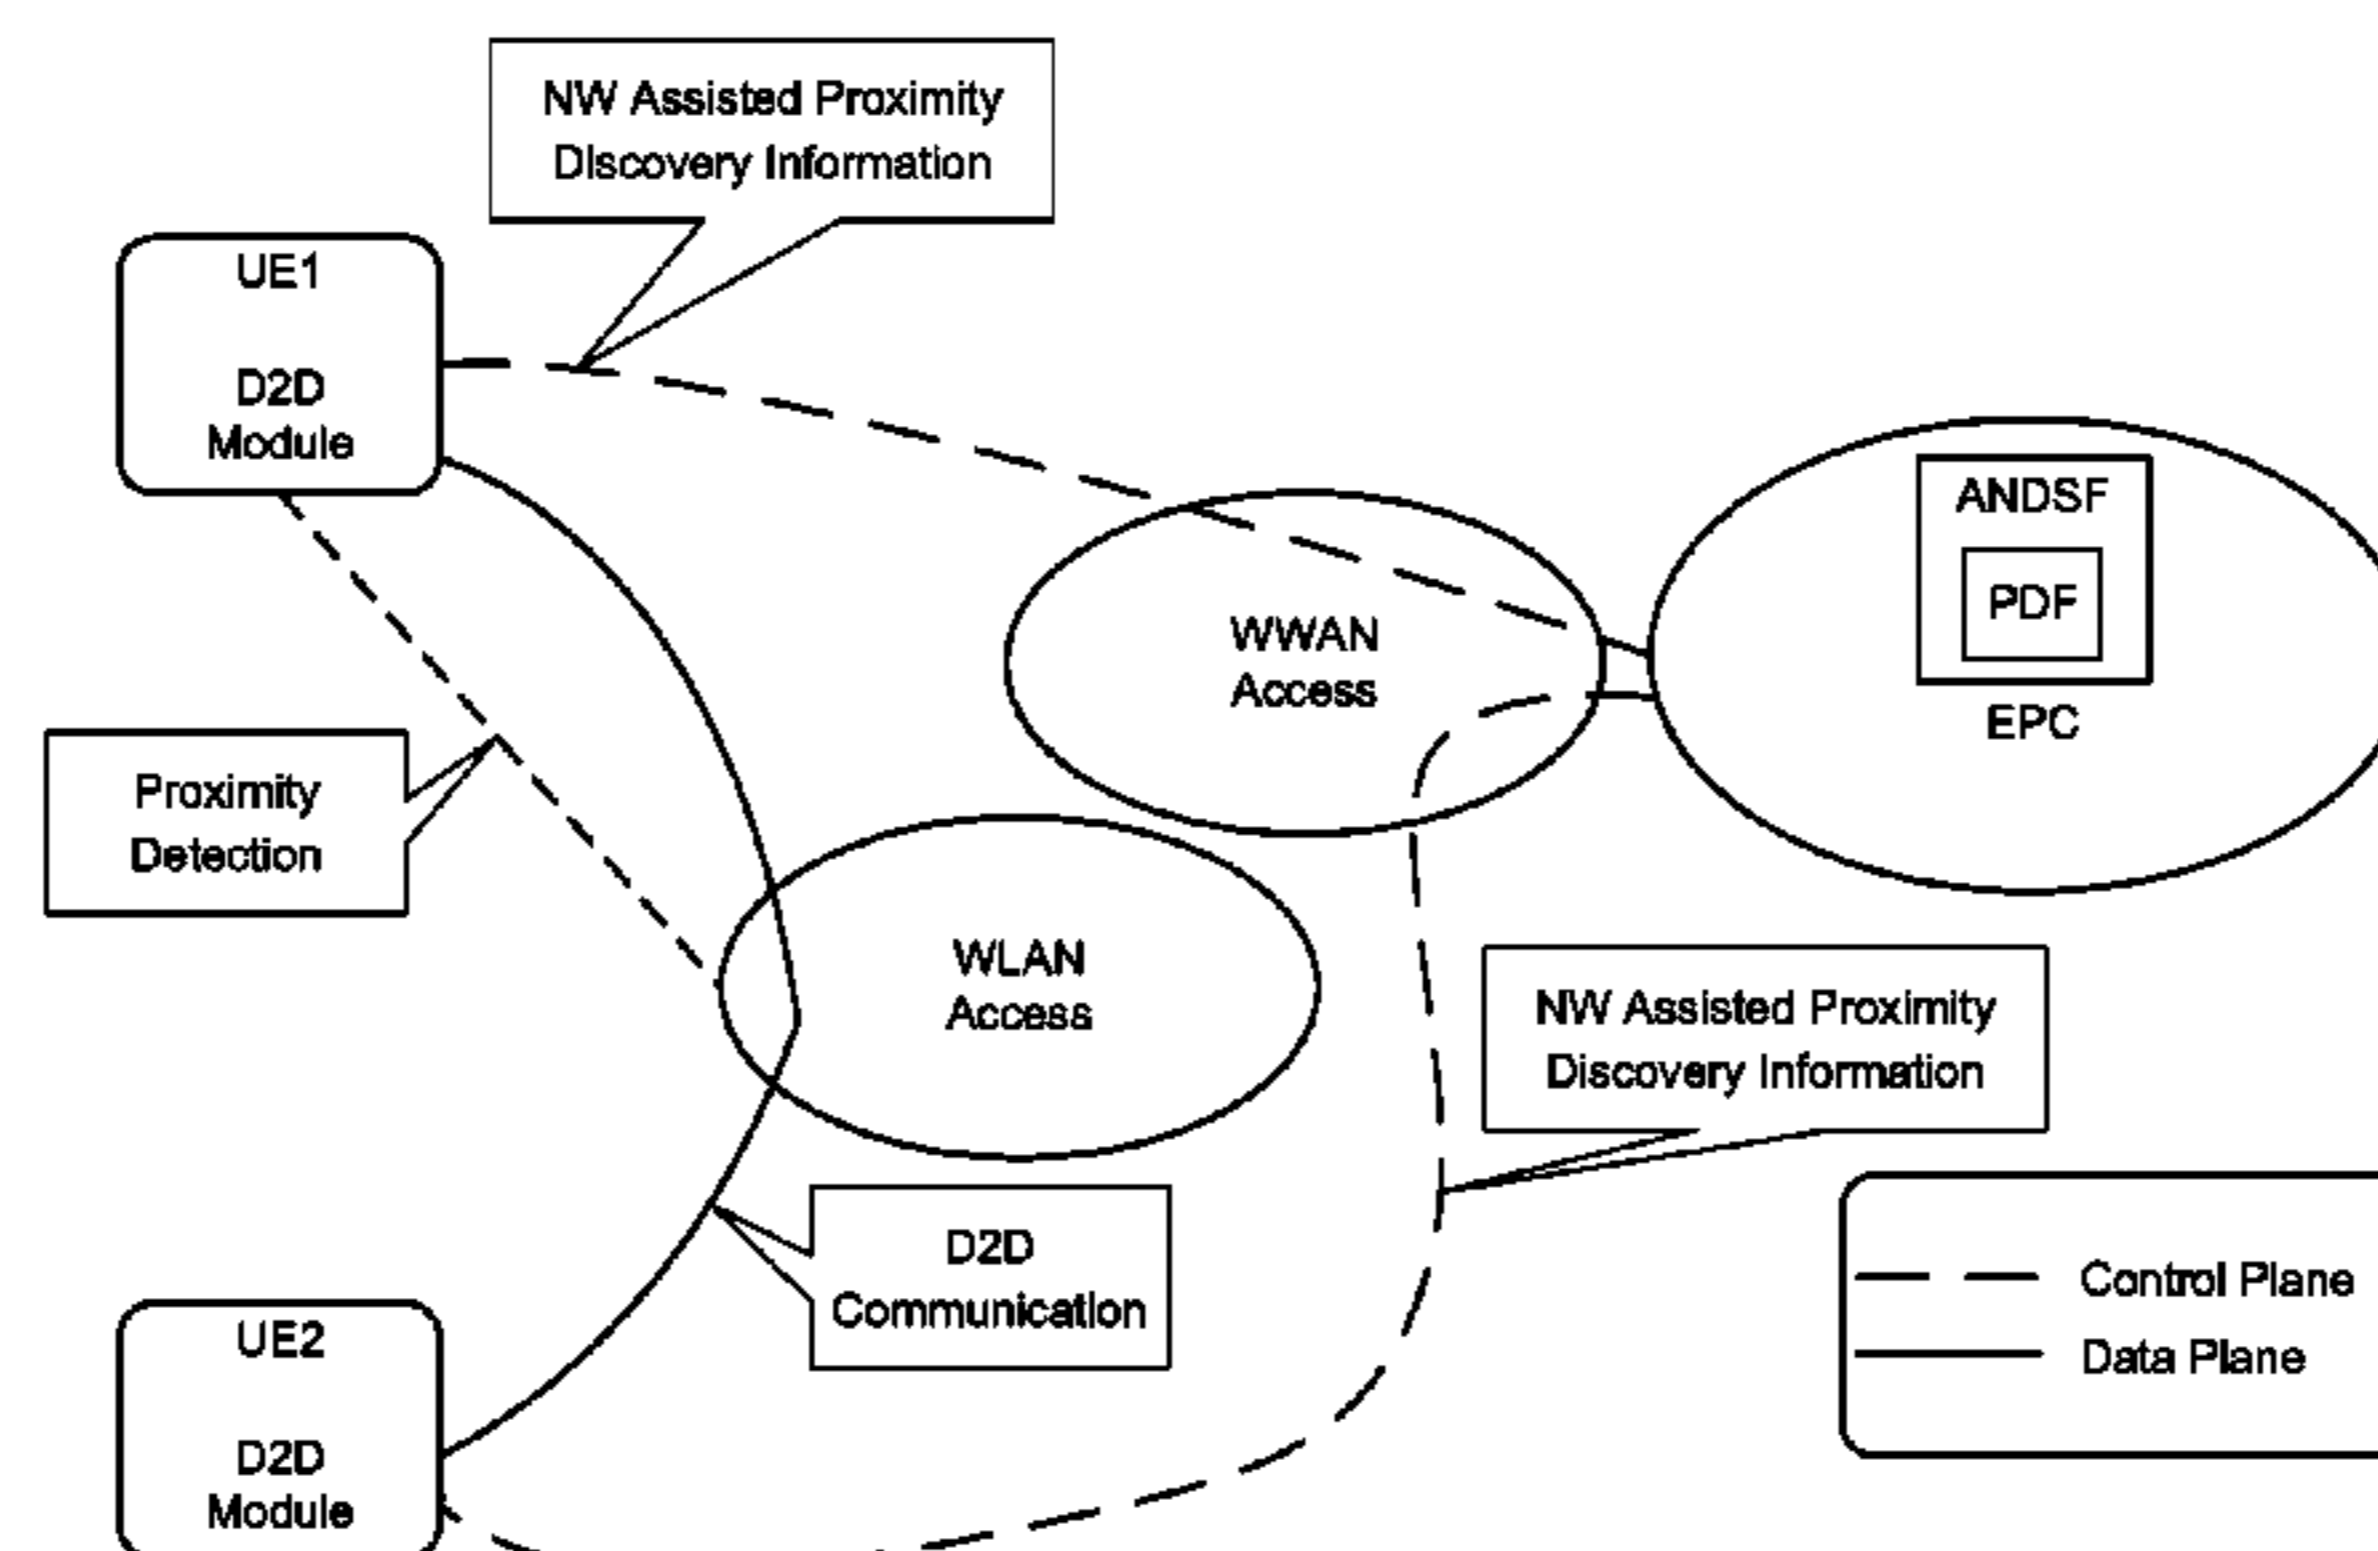 NW Assisted Proximity
Discovery Information
UE1
D2D
Module
ANDSF
PDF
EPC
WWAN
Access
Proximity
Detection
WLAN
Access
NW Assisted Proximity
Discovery Information
D2D
Communication
Control Plane
Data Plane
UE2
D2D
Module